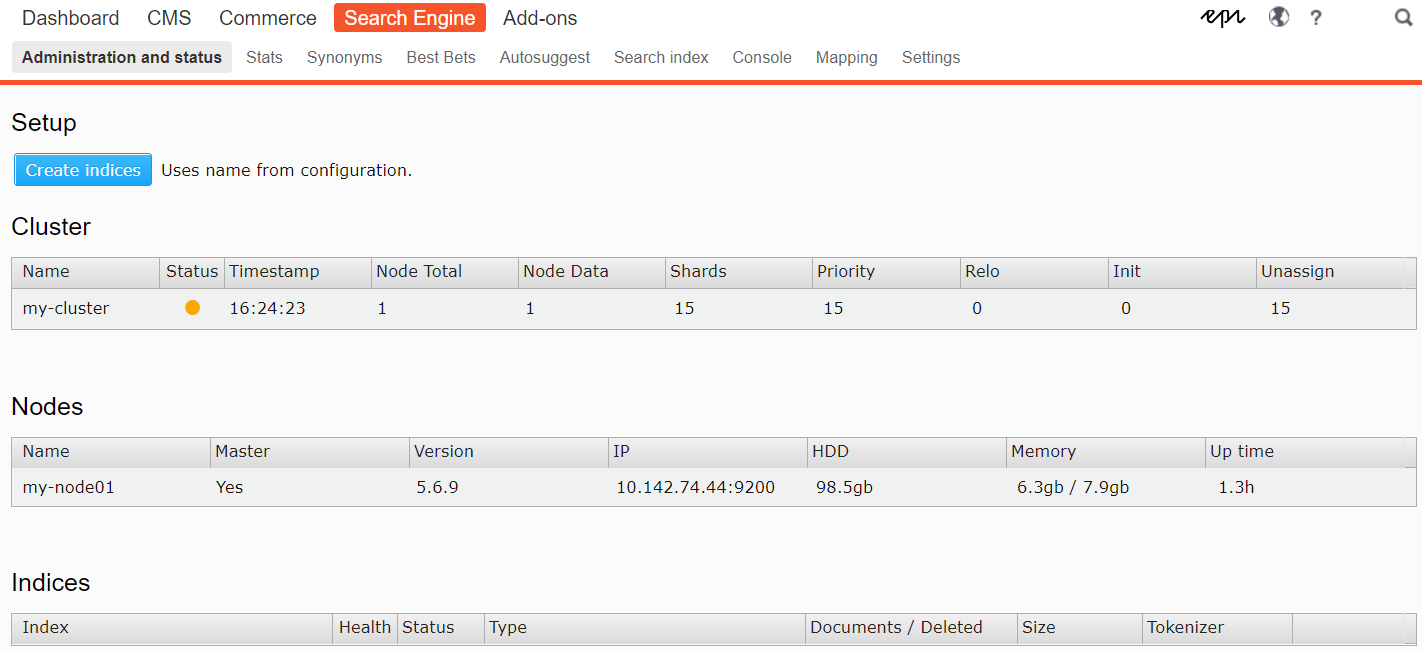 Dashboard CMS Commerce Search Engine Add-ons epi ?
Administration and status Stats Synonyms Best Bets Autosuggest Search index Console Mapping Settings
Setup
Create indices Uses name from configuration.
Cluster
Name Status Timestamp Node Total Node Data Shards Priority Relo Init Unassign
my-cluster 16:24:23 1 1 15 15 0 0 15
Nodes
Name Master Version IP HDD Memory Up time
my-node01 Yes 5.6.9 10.142.74.44:9200 98.5gb 6.3gb / 7.9gb 1.3h
Indices
Index Health Status Type Documents / Deleted Size Tokenizer